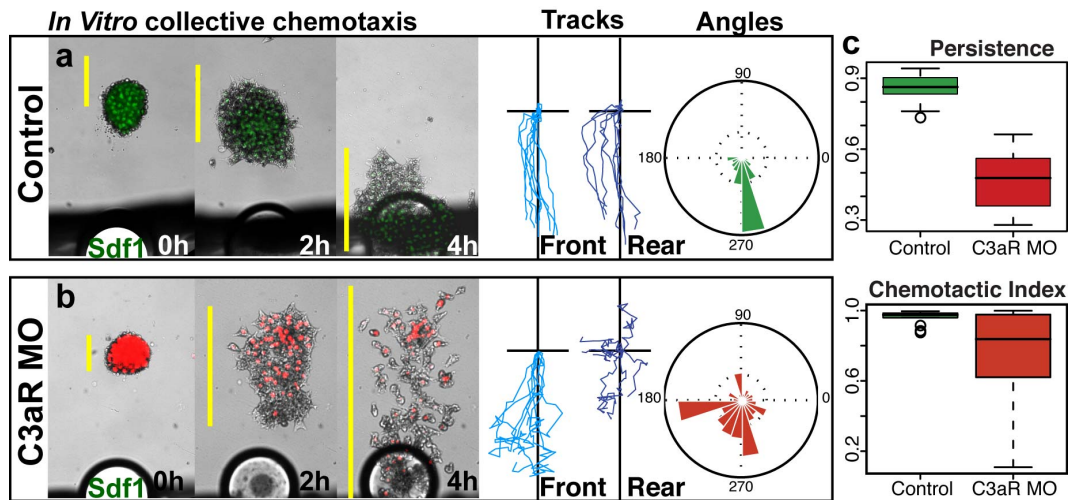 In Vitro collective chemotaxis
Tracks
Angles
Control
a
Sdf1
0h
2h
4h
Front
Rear
90
180
0
270
C3aR MO
b
Sdf1
0h
2h
4h
Front
Rear
90
180
0
270
c
Persistence
0.9
0.6
0.3
Control
C3aR MO
Chemotactic Index
1.0
0.6
0.2
Control
C3aR MO